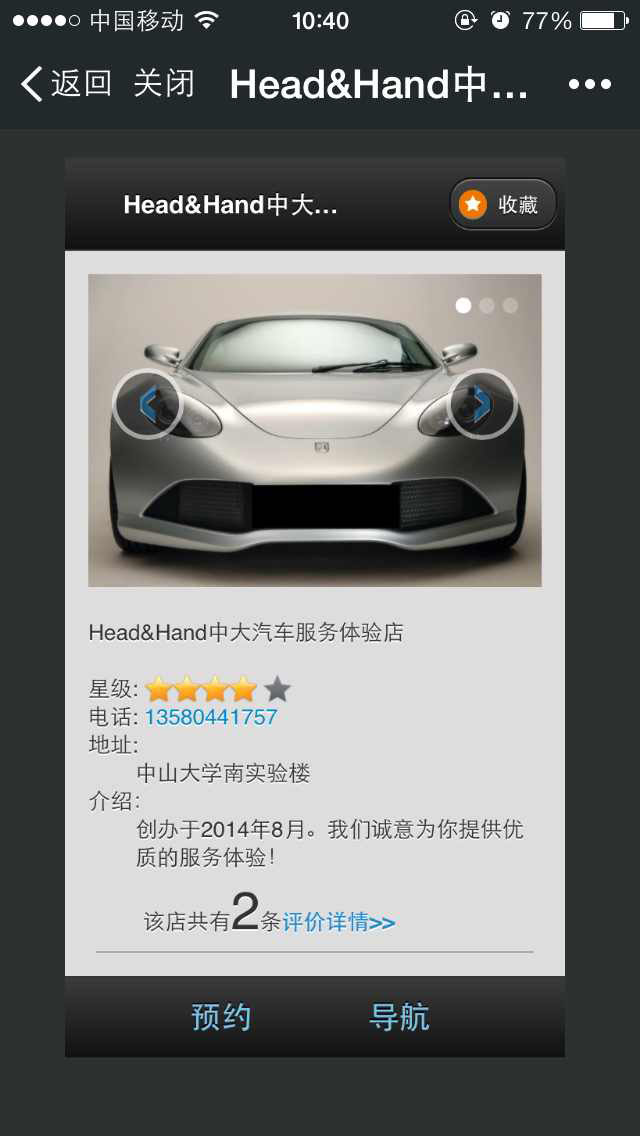 中国移动 10:40 77%
返回 关闭 Head&Hand中...
Head&Hand中大... 收藏
Head&Hand中大汽车服务体验店
星级:
电话: 13580441757
地址:
中山大学南实验楼
介绍:
创办于2014年8月。我们诚意为你提供优
质的服务体验！
该店共有2条评价详情>>
预约 导航